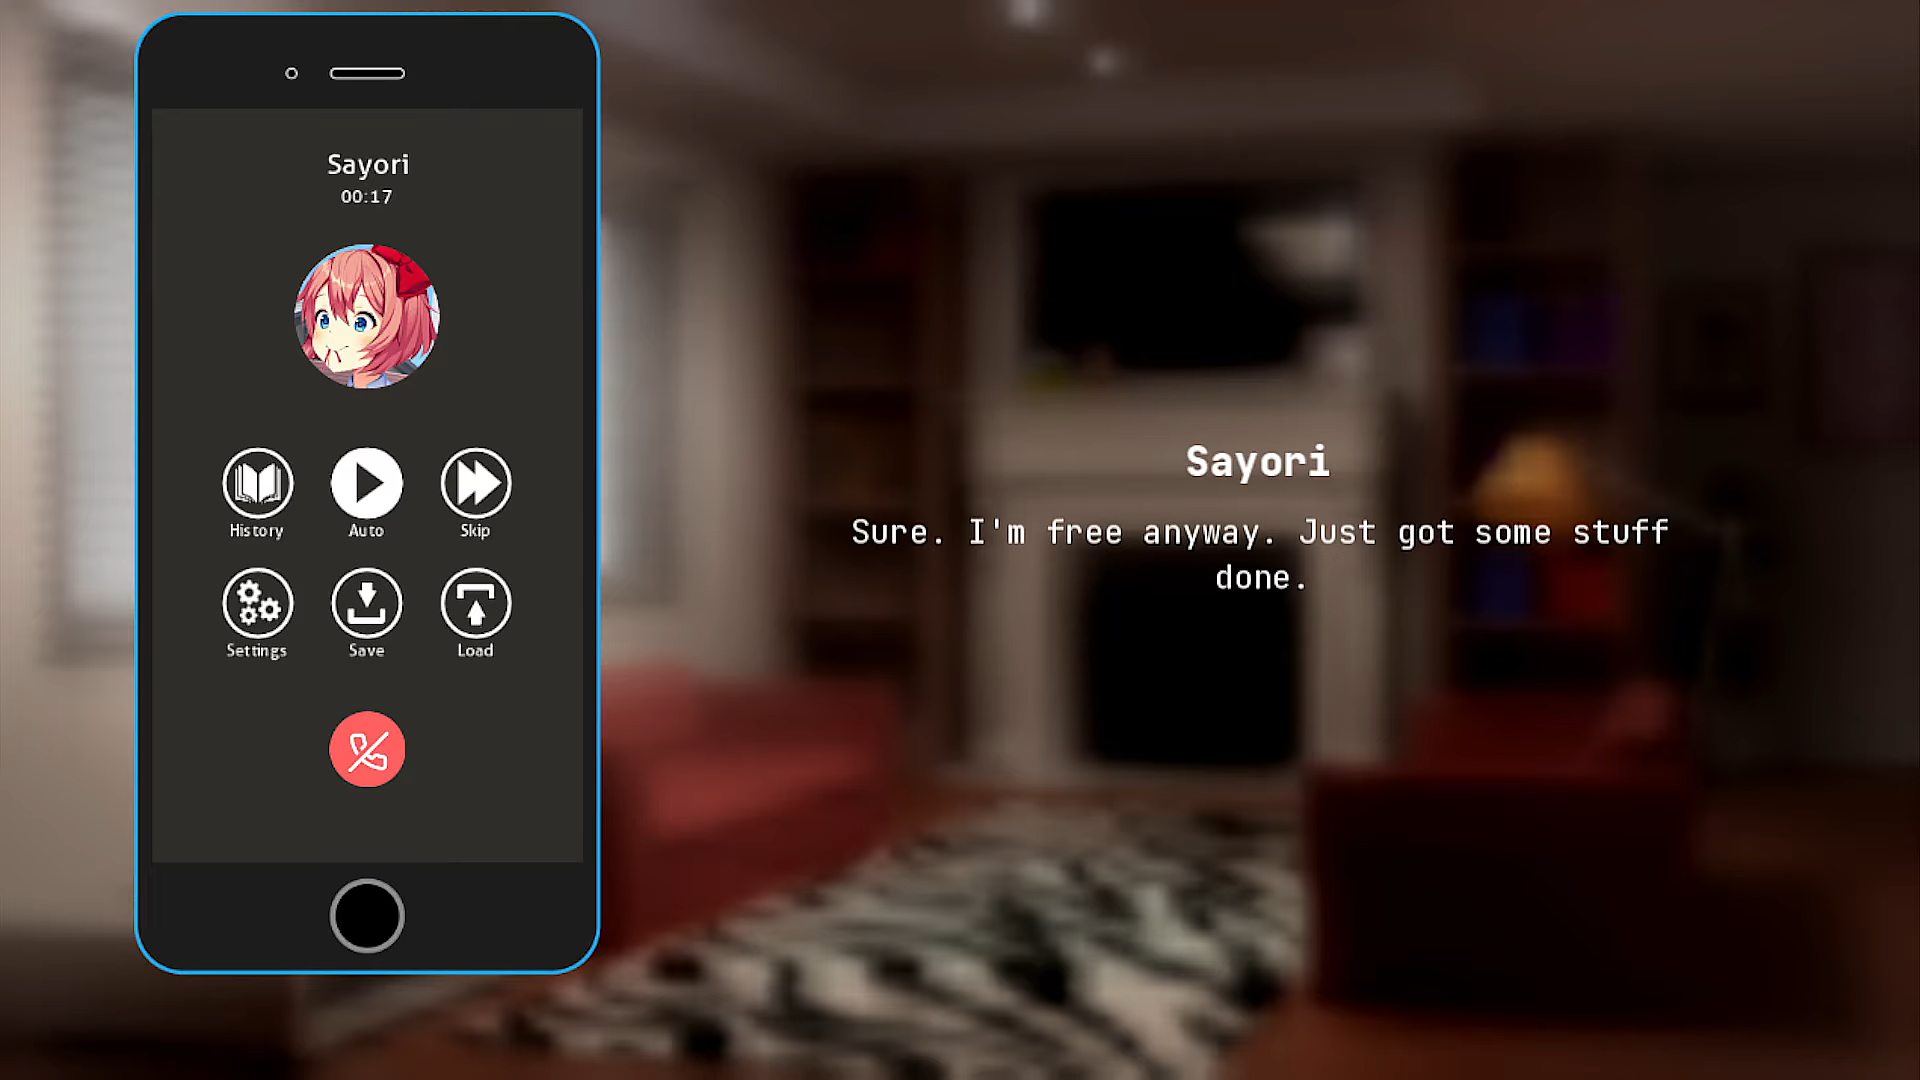 Sayori
00:17
History
Auto
Skip
Settings
Save
Load
Sayori
Sure. I'm free anyway. Just got some stuff
done.